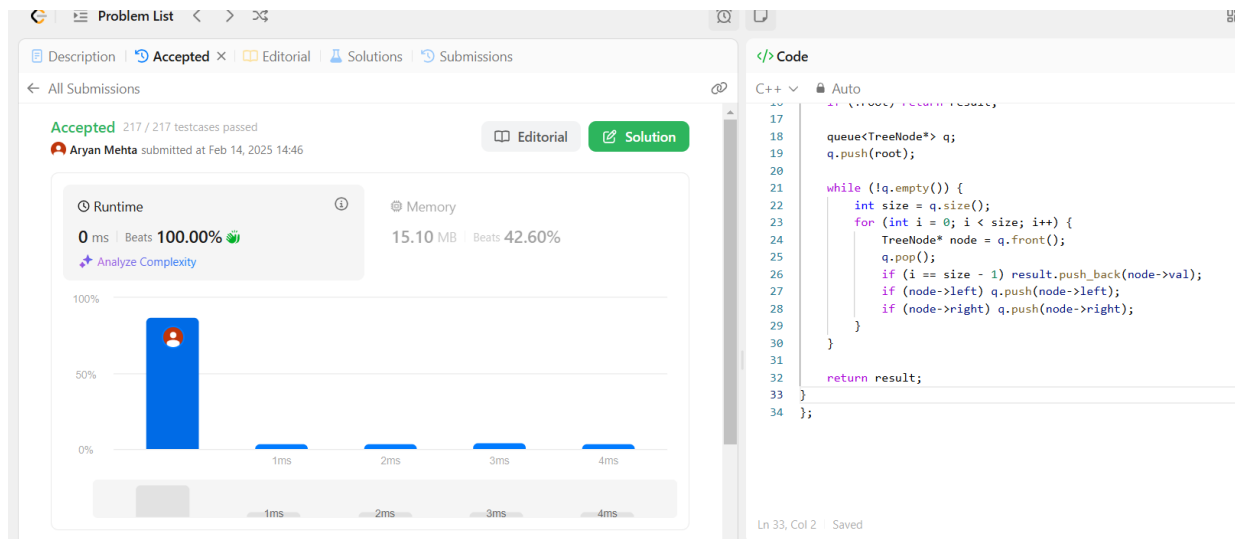 Problem List
Description
Accepted
Editorial
Solutions
Submissions
All Submissions
Accepted 217 / 217 testcases passed
Aryan Mehta submitted at Feb 14, 2025 14:46
Editorial
Solution
Runtime
0 ms Beats 100.00%
Analyze Complexity
Memory
15.10 MB Beats 42.60%
100%
50%
0%
1ms 2ms 3ms 4ms
1ms 2ms 3ms 4ms
</> Code
C++ Auto
16 if (!root) return result;
17
18 queue<TreeNode*> q;
19 q.push(root);
20
21 while (!q.empty()) {
22 int size = q.size();
23 for (int i = 0; i < size; i++) {
24 TreeNode* node = q.front();
25 q.pop();
26 if (i == size - 1) result.push_back(node->val);
27 if (node->left) q.push(node->left);
28 if (node->right) q.push(node->right);
29 }
30 }
31
32 return result;
33 }
34 };
Ln 33, Col 2 Saved